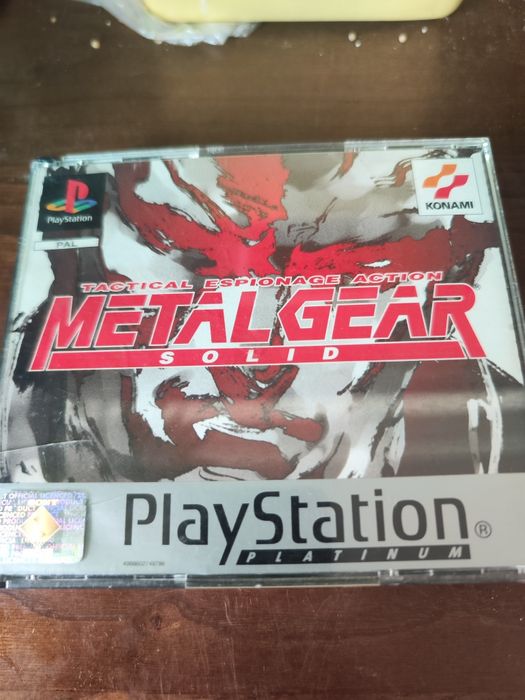 PlayStation
PAL
KONAMI
TACTICAL ESPIONAGE ACTION
METAL GEAR
SOLID
PlayStation®
PLATINUM